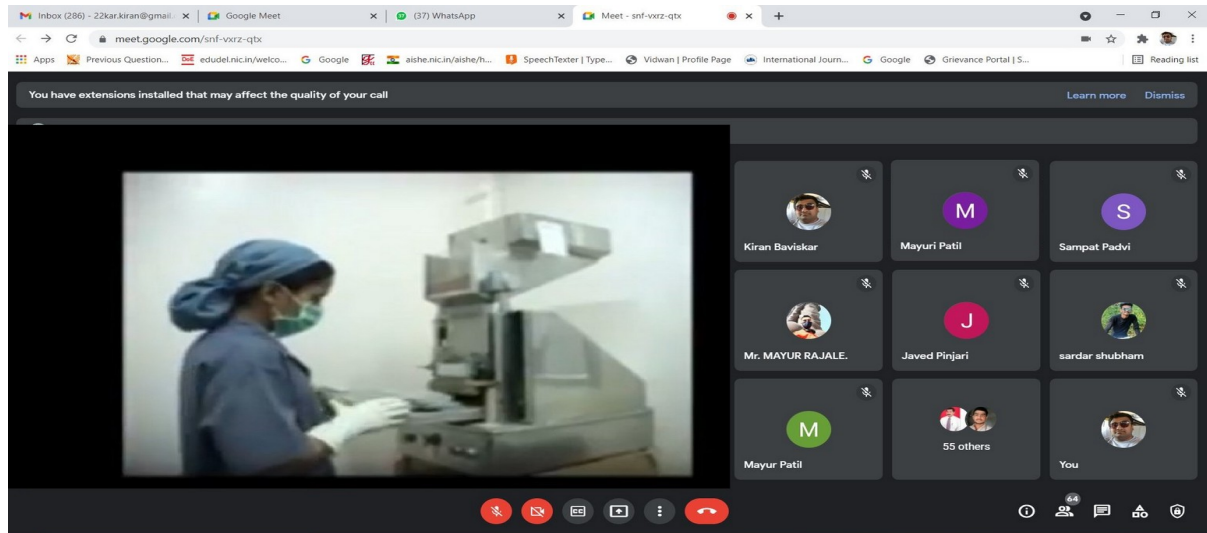 Inbox (286) - 22kar.kiran@gmail. Google Meet (37) WhatsApp Meet - snf-vxrz-qtx
meet.google.com/snf-vxrz-qtx
Apps Previous Question... edudel.nic.in/welco... Google aishe.nic.in/aishe/h... SpeechTexter | Type... Vidwan | Profile Page International Journ... Google Grievance Portal | S... Reading list
You have extensions installed that may affect the quality of your call Learn more Dismiss
Kiran Baviskar
M
Mayuri Patil
S
Sampat Padvi
Mr. MAYUR RAJALE.
J
Javed Pinjari
sardar shubham
M
Mayur Patil
55 others
You
CC
64